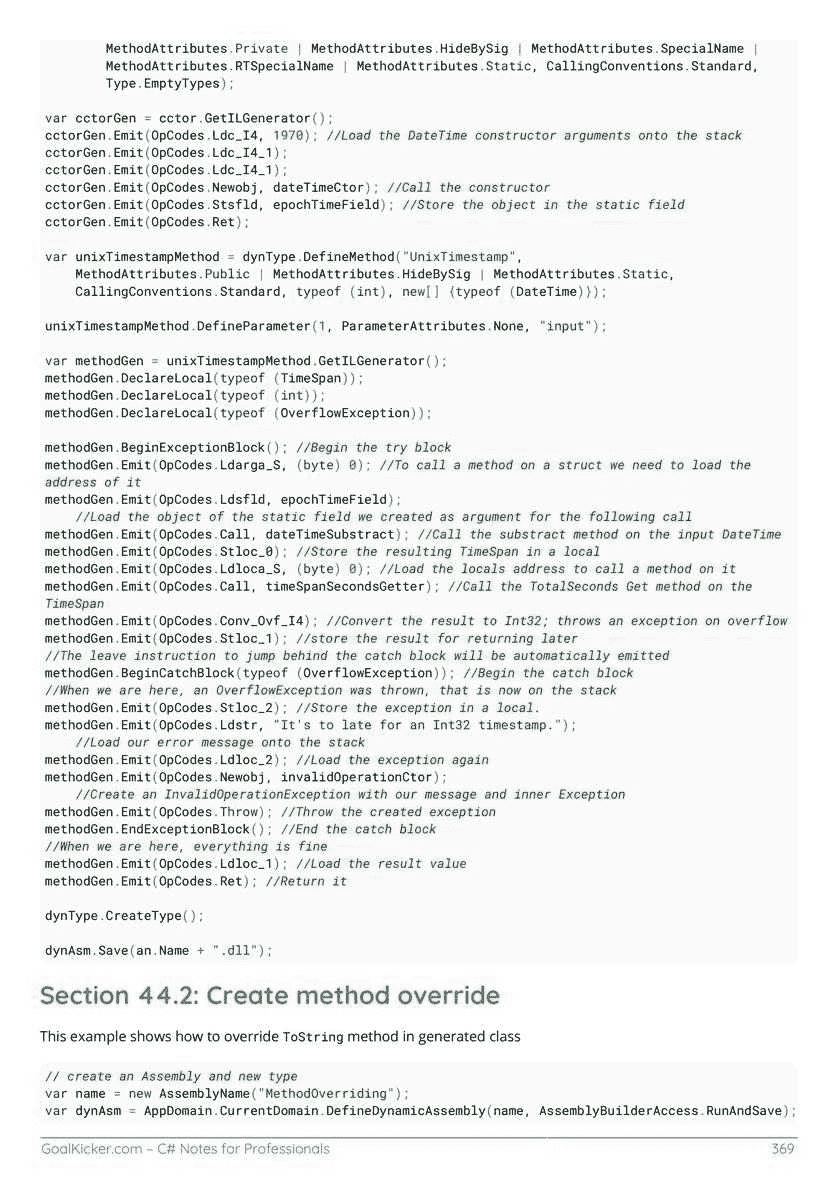 MethodAttributes.Private | MethodAttributes.HideBySig | MethodAttributes.SpecialName |
MethodAttributes.RTSpecialName | MethodAttributes.Static, CallingConventions.Standard,
Type.EmptyTypes);
var cctorGen = cctor.GetILGenerator();
cctorGen.Emit(OpCodes.Ldc_I4, 1970); //Load the DateTime constructor arguments onto the stack
cctorGen.Emit(OpCodes.Ldc_I4_1);
cctorGen.Emit(OpCodes.Ldc_I4_1);
cctorGen.Emit(OpCodes.Newobj, dateTimeCtor); //Call the constructor
cctorGen.Emit(OpCodes.Stsfld, epochTimeField); //Store the object in the static field
cctorGen.Emit(OpCodes.Ret);
var unixTimestampMethod = dynType.DefineMethod("UnixTimestamp",
MethodAttributes.Public | MethodAttributes.HideBySig | MethodAttributes.Static,
CallingConventions.Standard, typeof (int), new[] {typeof (DateTime)});
unixTimestampMethod.DefineParameter(1, ParameterAttributes.None, "input");
var methodGen = unixTimestampMethod.GetILGenerator();
methodGen.DeclareLocal(typeof (TimeSpan));
methodGen.DeclareLocal(typeof (int));
methodGen.DeclareLocal(typeof (OverflowException));
methodGen.BeginExceptionBlock(); //Begin the try block
methodGen.Emit(OpCodes.Ldarga_S, (byte) 0); //To call a method on a struct we need to load the
address of it
methodGen.Emit(OpCodes.Ldsfld, epochTimeField);
//Load the object of the static field we created as argument for the following call
methodGen.Emit(OpCodes.Call, dateTimeSubstract); //Call the substract method on the input DateTime
methodGen.Emit(OpCodes.Stloc_0); //Store the resulting TimeSpan in a local
methodGen.Emit(OpCodes.Ldloca_S, (byte) 0); //Load the locals address to call a method on it
methodGen.Emit(OpCodes.Call, timeSpanSecondsGetter); //Call the TotalSeconds Get method on the
TimeSpan
methodGen.Emit(OpCodes.Conv_Ovf_I4); //Convert the result to Int32; throws an exception on overflow
methodGen.Emit(OpCodes.Stloc_1); //store the result for returning later
//The leave instruction to jump behind the catch block will be automatically emitted
methodGen.BeginCatchBlock(typeof (OverflowException)); //Begin the catch block
//When we are here, an OverflowException was thrown, that is now on the stack
methodGen.Emit(OpCodes.Stloc_2); //Store the exception in a local.
methodGen.Emit(OpCodes.Ldstr, "It's to late for an Int32 timestamp.");
//Load our error message onto the stack
methodGen.Emit(OpCodes.Ldloc_2); //Load the exception again
methodGen.Emit(OpCodes.Newobj, invalidOperationCtor);
//Create an InvalidOperationException with our message and inner Exception
methodGen.Emit(OpCodes.Throw); //Throw the created exception
methodGen.EndExceptionBlock(); //End the catch block
//When we are here, everything is fine
methodGen.Emit(OpCodes.Ldloc_1); //Load the result value
methodGen.Emit(OpCodes.Ret); //Return it
dynType.CreateType();
dynAsm.Save(an.Name + ".dll");
Section 44.2: Create method override
This example shows how to override ToString method in generated class
// create an Assembly and new type
var name = new AssemblyName("MethodOverriding");
var dynAsm = AppDomain.CurrentDomain.DefineDynamicAssembly(name, AssemblyBuilderAccess.RunAndSave);
GoalKicker.com – C# Notes for Professionals 369